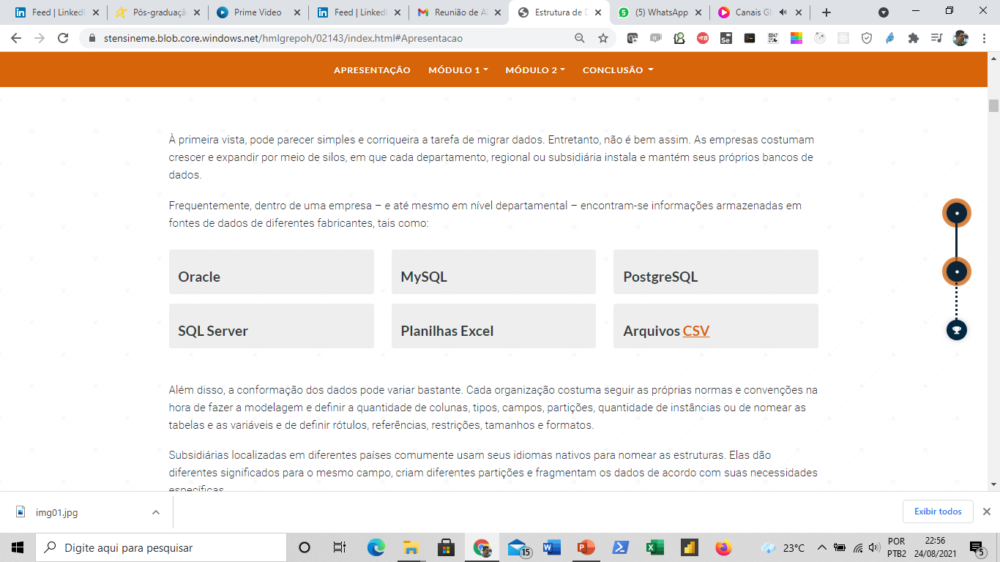 Feed | LinkedI
Pós-graduaçã
Prime Video
Feed | LinkedI
Reunião de Al
Estrutura de D
(5) WhatsApp
Canais Gl
stensineme.blob.core.windows.net/hmlgrepoh/02143/index.html#Apresentacao
APRESENTAÇÃO MÓDULO 1 MÓDULO 2 CONCLUSÃO
À primeira vista, pode parecer simples e corriqueira a tarefa de migrar dados. Entretanto, não é bem assim. As empresas costumam
crescer e expandir por meio de silos, em que cada departamento, regional ou subsidiária instala e mantém seus próprios bancos de
dados.
Frequentemente, dentro de uma empresa – e até mesmo em nível departamental – encontram-se informações armazenadas em
fontes de dados de diferentes fabricantes, tais como:
Oracle
MySQL
PostgreSQL
SQL Server
Planilhas Excel
Arquivos CSV
Além disso, a conformação dos dados pode variar bastante. Cada organização costuma seguir as próprias normas e convenções na
hora de fazer a modelagem e definir a quantidade de colunas, tipos, campos, partições, quantidade de instâncias ou de nomear as
tabelas e as variáveis e de definir rótulos, referências, restrições, tamanhos e formatos.
Subsidiárias localizadas em diferentes países comumente usam seus idiomas nativos para nomear as estruturas. Elas dão
diferentes significados para o mesmo campo, criam diferentes partições e fragmentam os dados de acordo com suas necessidades
específicas.
img01.jpg
Exibir todos
Digite aqui para pesquisar
15
23°C
POR
PTB2
22:56
24/08/2021
5